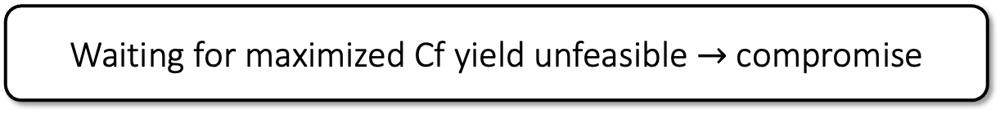 Waiting for maximized Cf yield unfeasible → compromise